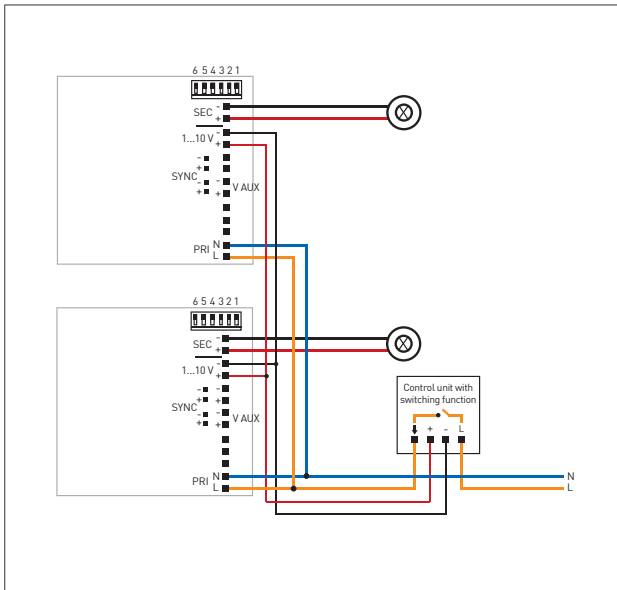 6 5 4 3 2 1
-
SEC
+
-
1...10 V
+
-
+
SYNC
-
+
-
V AUX
+
N
PRI
L
6 5 4 3 2 1
-
SEC
+
-
1...10 V
+
-
+
SYNC
-
+
-
V AUX
+
Control unit with
switching function
+ - L
N
PRI
L
N
L